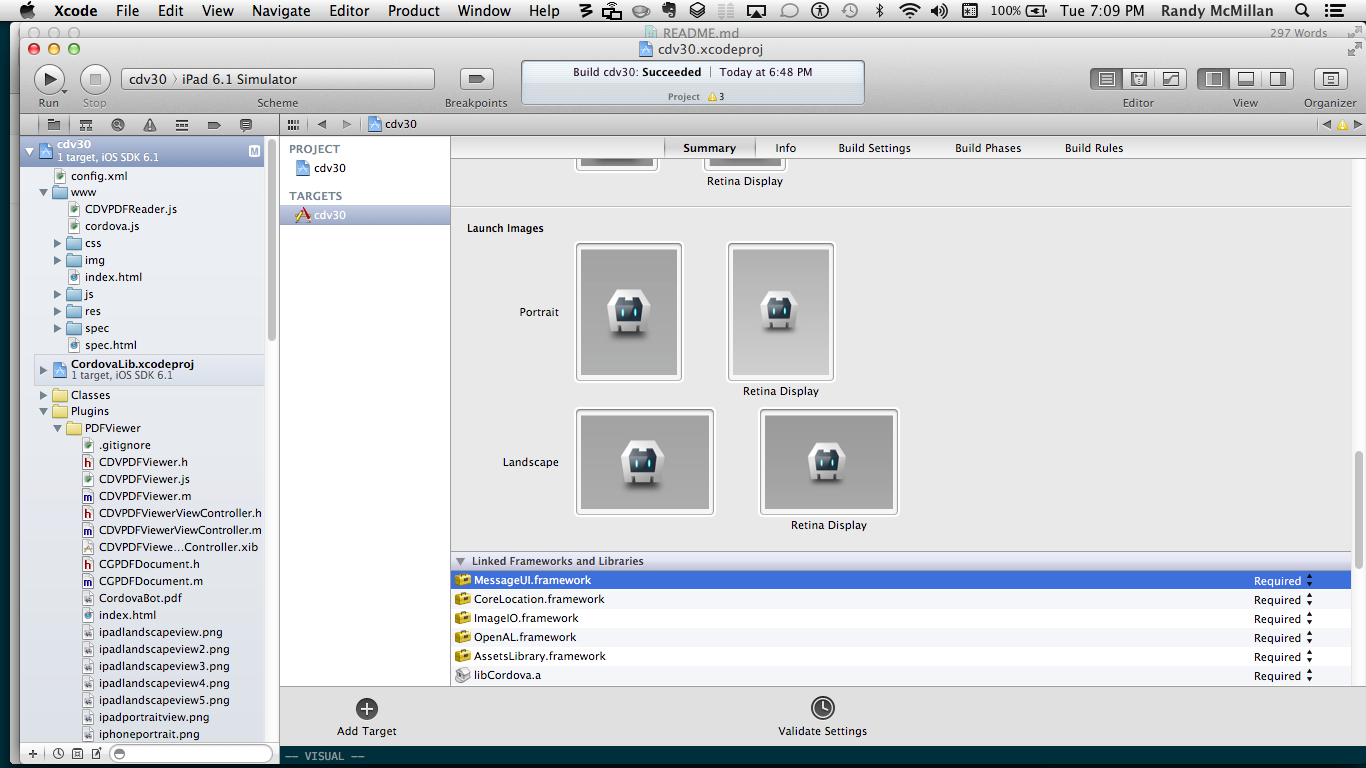 Xcode File Edit View Navigate Editor Product Window Help 100% Tue 7:09 PM Randy McMillan
README.md 297 Words
cdv30.xcodeproj
cdv30 〉 iPad 6.1 Simulator
Build cdv30: Succeeded | Today at 6:48 PM
Project 3
Run Stop Scheme Breakpoints Editor View Organizer
cdv30
cdv30
1 target, iOS SDK 6.1
M
config.xml
www
CDVPDFReader.js
cordova.js
css
img
index.html
js
res
spec
spec.html
CordovaLib.xcodeproj
1 target, iOS SDK 6.1
Classes
Plugins
PDFViewer
.gitignore
CDVPDFViewer.h
CDVPDFViewer.js
CDVPDFViewer.m
CDVPDFViewerViewController.h
CDVPDFViewerViewController.m
CDVPDFViewe...Controller.xib
CGPDFDocument.h
CGPDFDocument.m
CordovaBot.pdf
index.html
ipadlandscapeview.png
ipadlandscapeview2.png
ipadlandscapeview3.png
ipadlandscapeview4.png
ipadlandscapeview5.png
ipadportraitview.png
iphoneportrait.png
PROJECT
cdv30
TARGETS
cdv30
Summary Info Build Settings Build Phases Build Rules
Retina Display
Launch Images
Portrait
Retina Display
Landscape
Retina Display
Linked Frameworks and Libraries
MessageUI.framework Required
CoreLocation.framework Required
ImageIO.framework Required
OpenAL.framework Required
AssetsLibrary.framework Required
libCordova.a Required
Add Target Validate Settings
-- VISUAL --